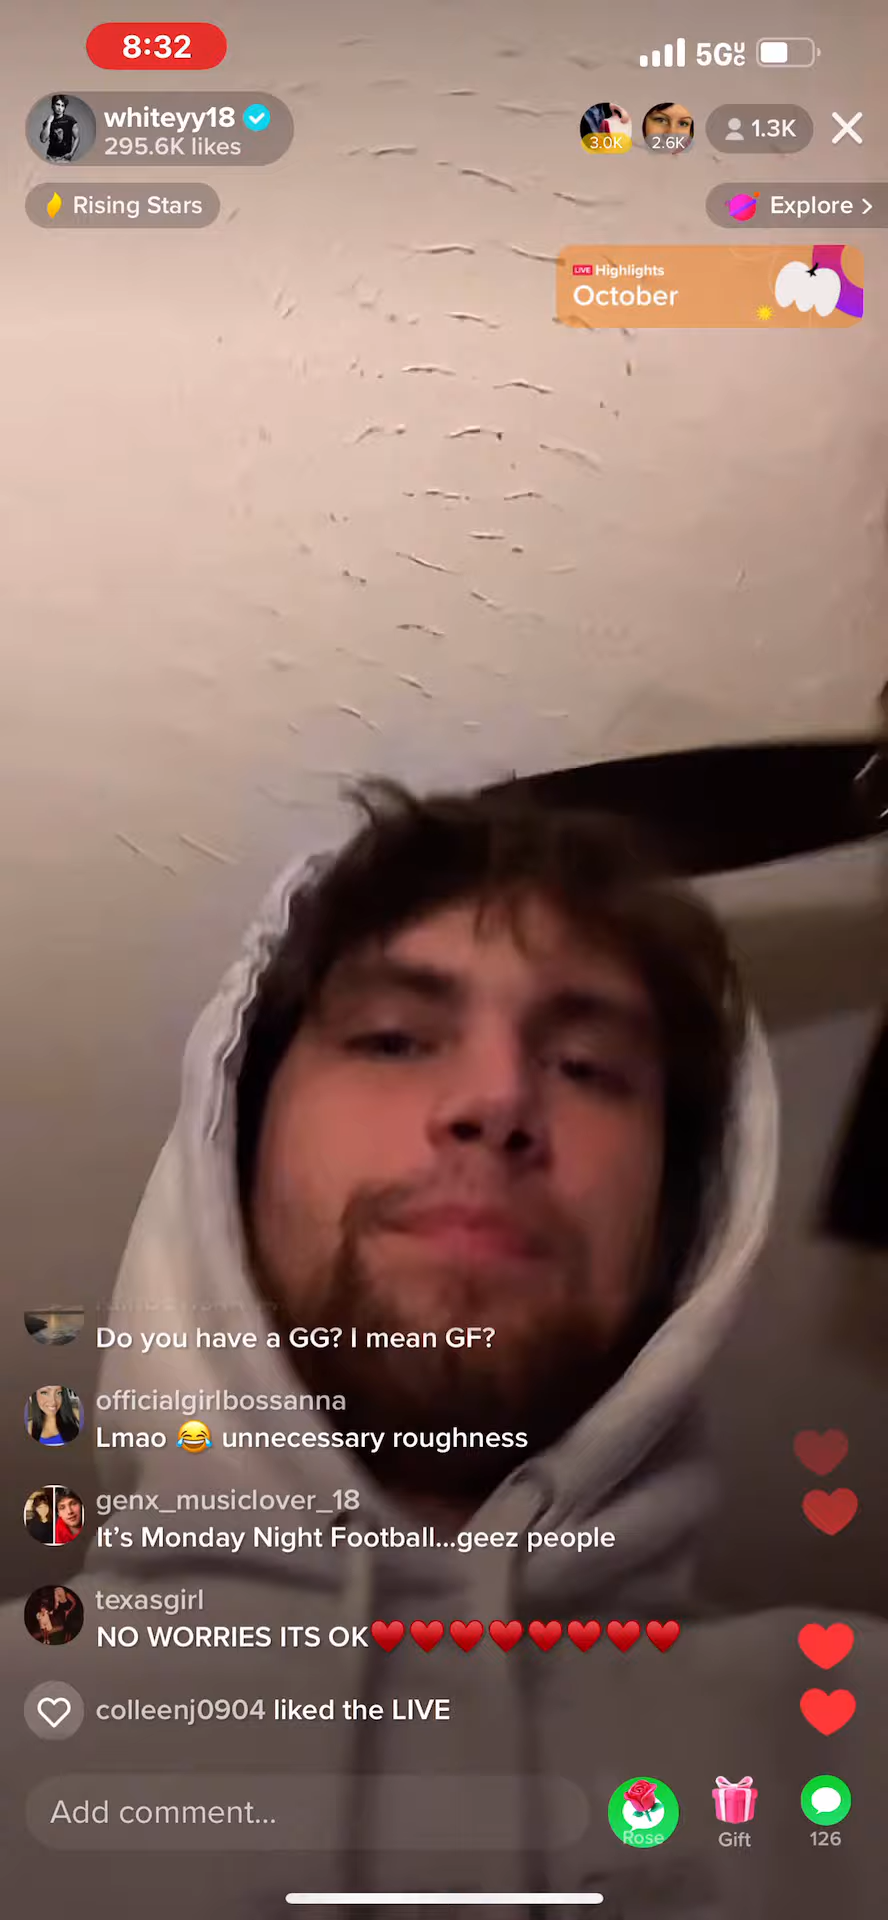 8:32
5GUC
whiteyy18
295.6K likes
3.0K
2.6K
1.3K
Rising Stars
Explore >
LIVE Highlights
October
Do you have a GG? I mean GF?
officialgirlbossanna
Lmao 😂 unnecessary roughness
genx_musiclover_18
It's Monday Night Football...geez people
texasgirl
NO WORRIES ITS OK♥️♥️♥️♥️♥️♥️♥️♥️
colleenj0904 liked the LIVE
Add comment...
Rose
Gift
126